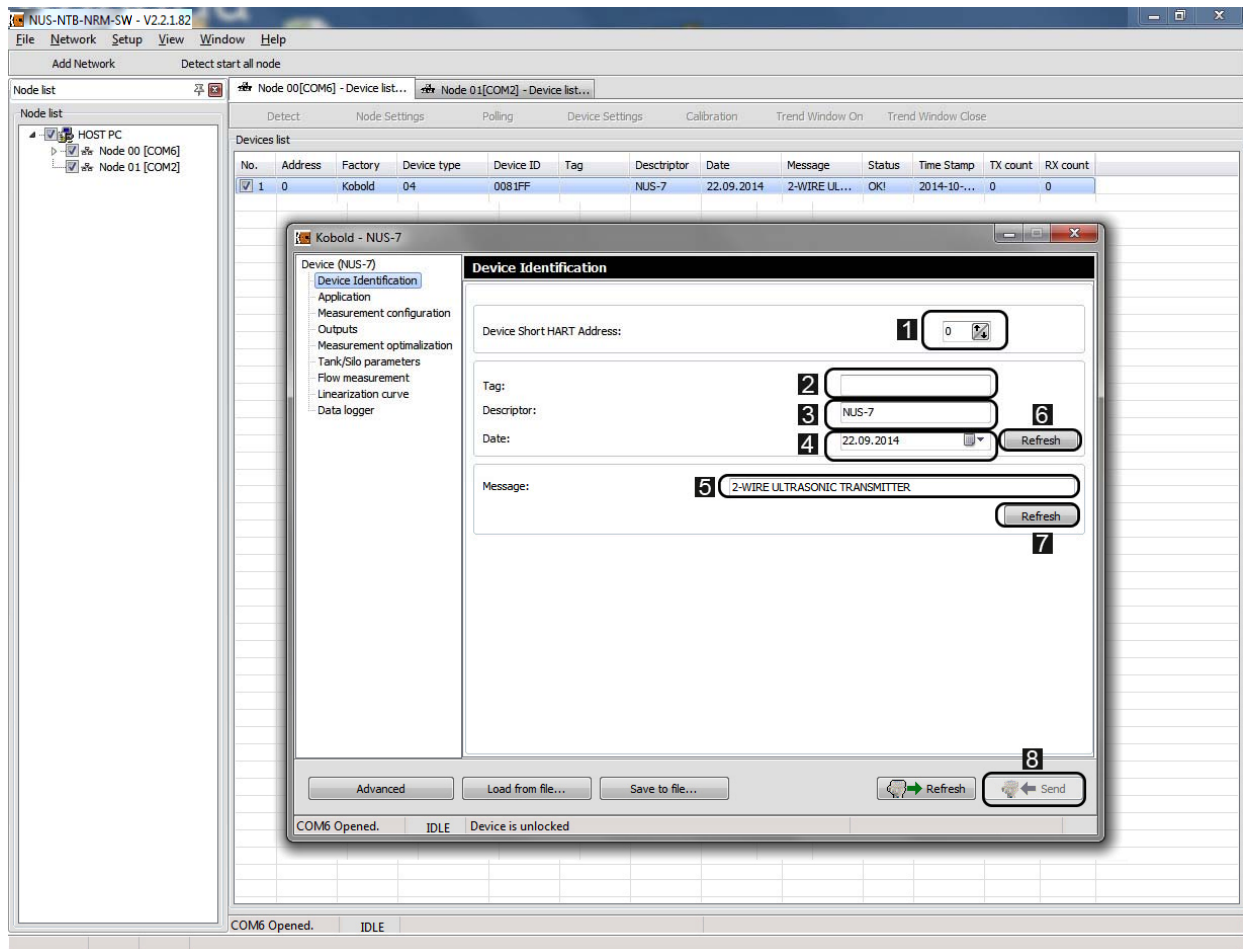 NUS-NTB-NRM-SW - V2.2.1.82
File Network Setup View Window Help
Add Network Detect start all node
Node list
Node 00[COM6] - Device list... Node 01[COM2] - Device list...
Node list
HOST PC
Node 00 [COM6]
Node 01 [COM2]
Detect Node Settings Polling Device Settings Calibration Trend Window On Trend Window Close
Devices list
No. Address Factory Device type Device ID Tag Desctriptor Date Message Status Time Stamp TX count RX count
1 0 Kobold 04 0081FF NUS-7 22.09.2014 2-WIRE UL... OK! 2014-10-... 0 0
Kobold - NUS-7
Device (NUS-7)
Device Identification
Application
Measurement configuration
Outputs
Measurement optimalization
Tank/Silo parameters
Flow measurement
Linearization curve
Data logger
Device Identification
Device Short HART Address: 1 0
Tag: 2
Descriptor: 3 NUS-7 6
Date: 4 22.09.2014 Refresh
Message: 5 2-WIRE ULTRASONIC TRANSMITTER
Refresh
7
8
Advanced Load from file... Save to file... Refresh Send
COM6 Opened. IDLE Device is unlocked
COM6 Opened. IDLE